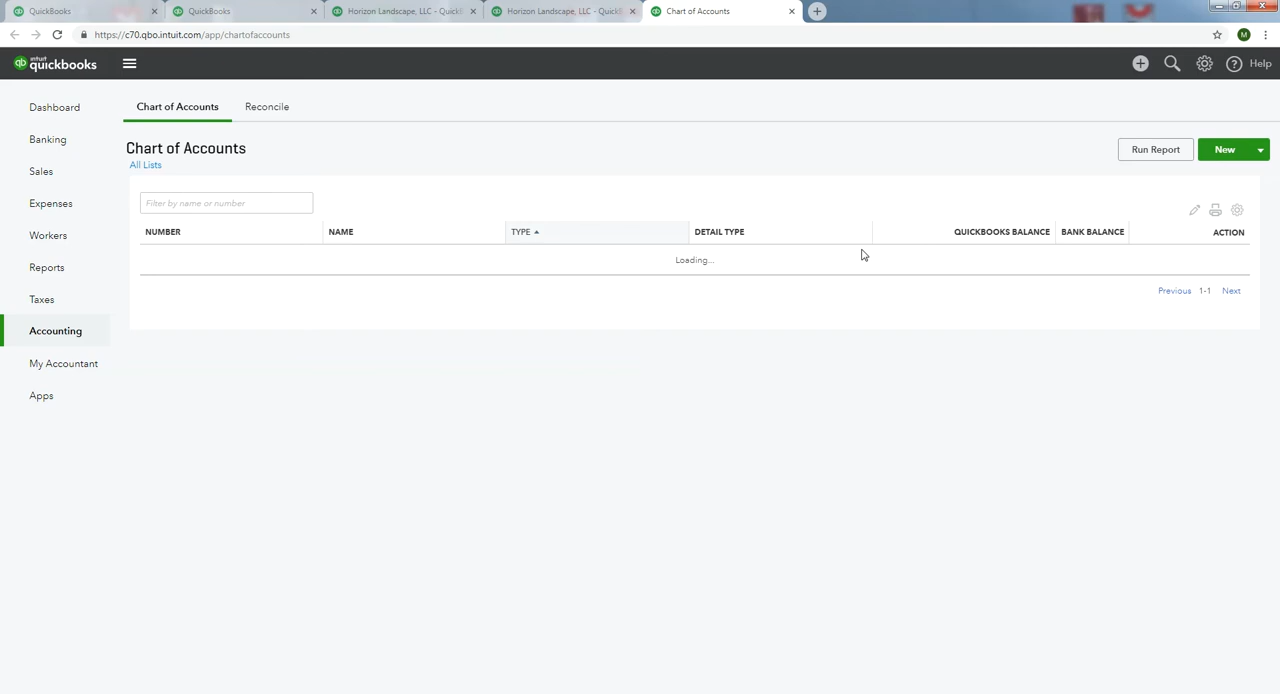 QuickBooks
QuickBooks
Horizon Landscape, LLC - QuickB
Horizon Landscape, LLC - QuickB
Chart of Accounts
https://c70.qbo.intuit.com/app/chartofaccounts
M
intuit
quickbooks
Help
Dashboard
Banking
Sales
Expenses
Workers
Reports
Taxes
Accounting
My Accountant
Apps
Chart of Accounts
Reconcile
Chart of Accounts
All Lists
Run Report
New
Filter by name or number
NUMBER
NAME
TYPE
DETAIL TYPE
QUICKBOOKS BALANCE
BANK BALANCE
ACTION
Loading...
Previous 1-1 Next